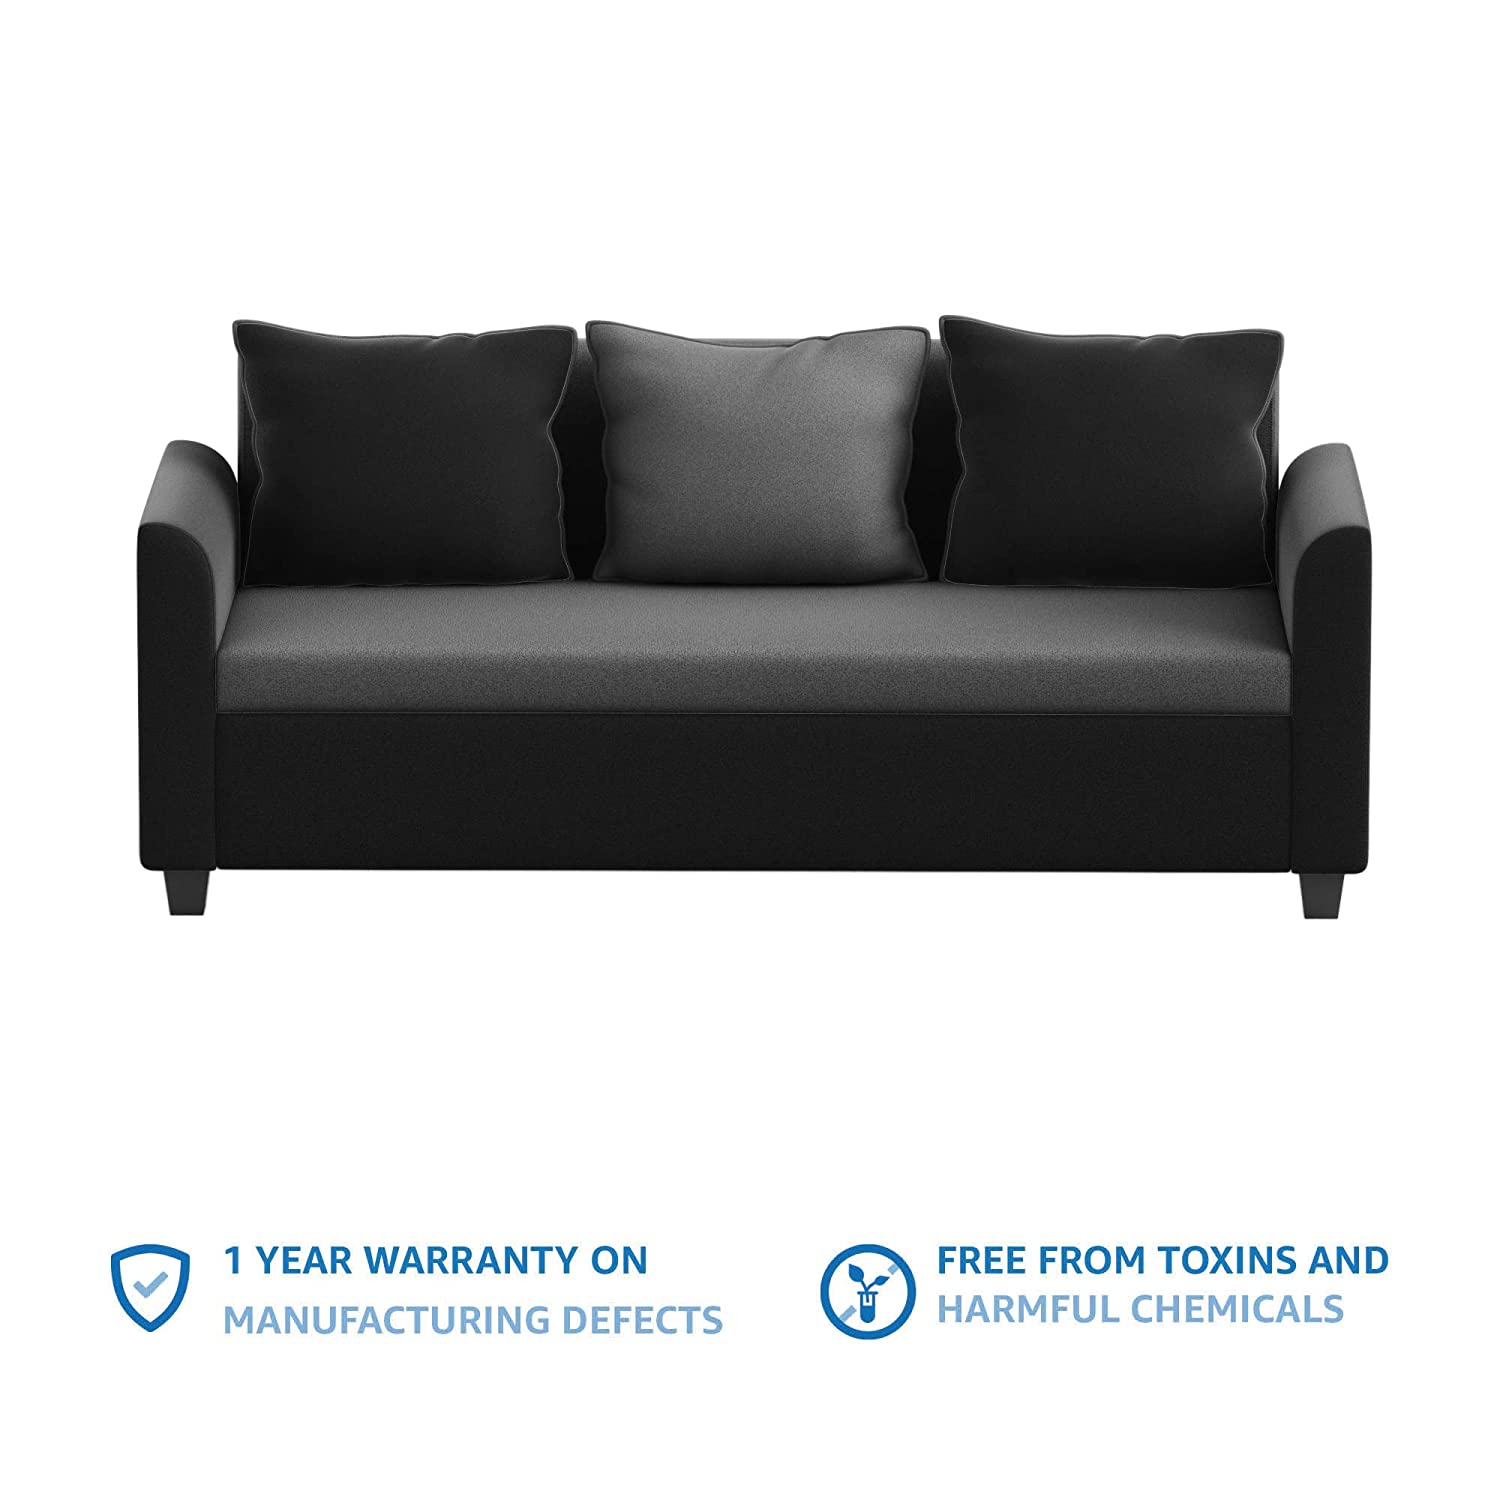 1 YEAR WARRANTY ON
MANUFACTURING DEFECTS
FREE FROM TOXINS AND
HARMFUL CHEMICALS